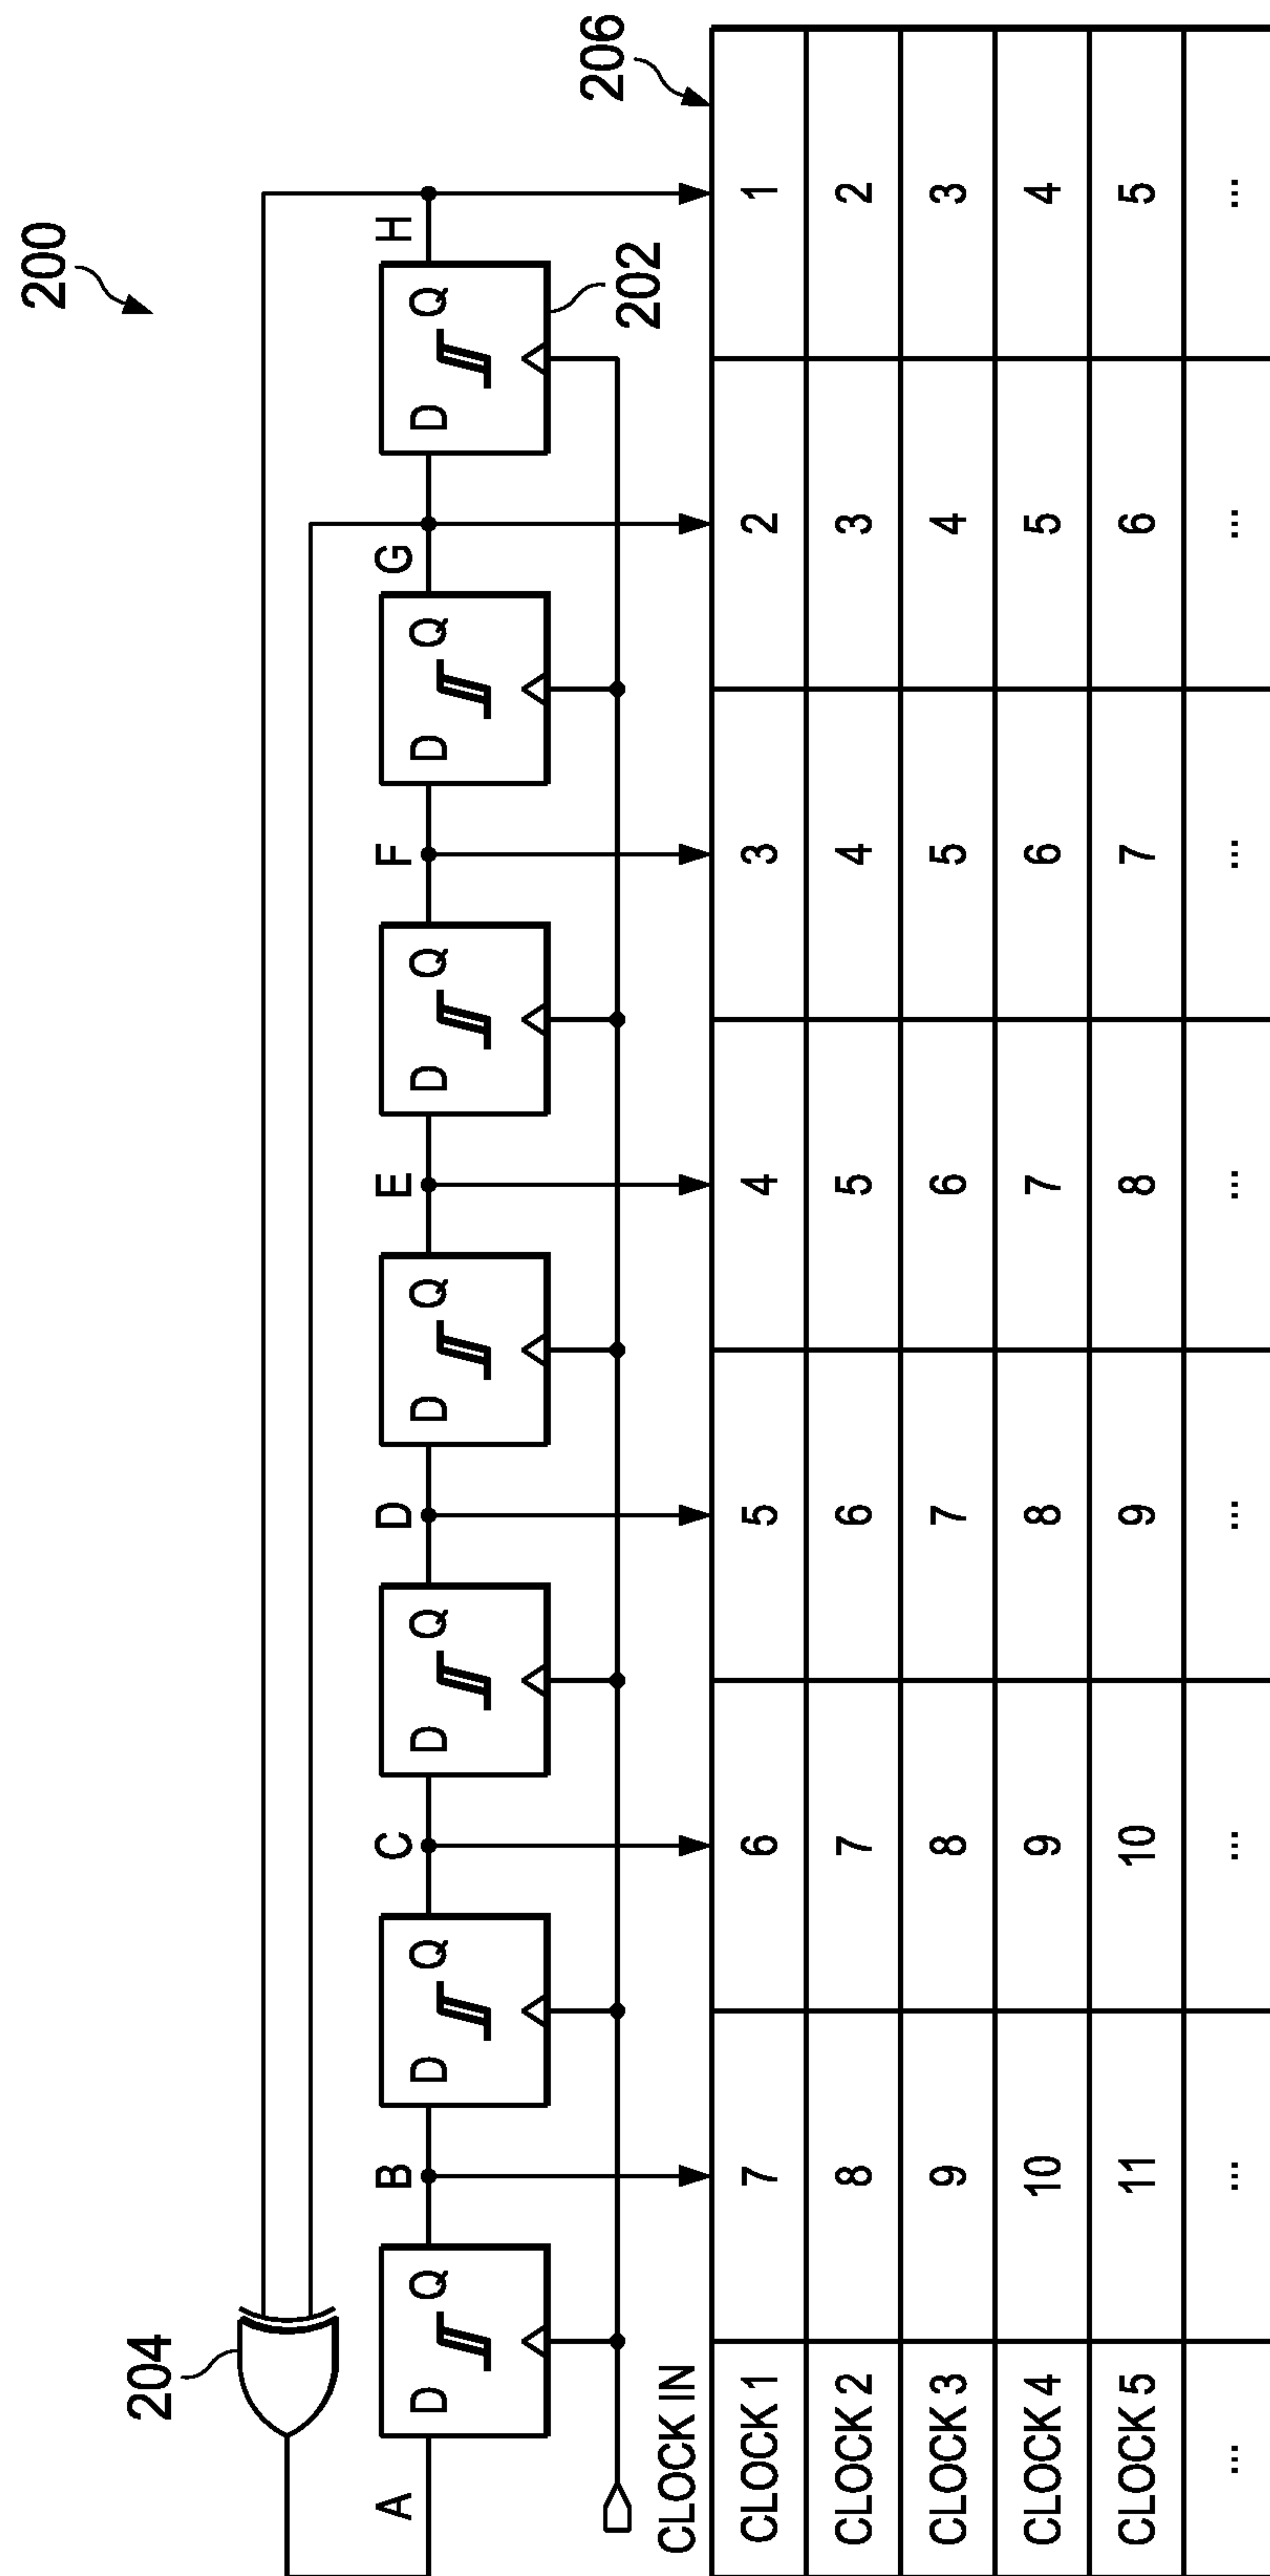 200
204
A
B
C
D
E
F
G
H
D Q
D Q
D Q
D Q
D Q
D Q
D Q
202
CLOCK IN
206
CLOCK 1 7 6 5 4 3 2 1
CLOCK 2 8 7 6 5 4 3 2
CLOCK 3 9 8 7 6 5 4 3
CLOCK 4 10 9 8 7 6 5 4
CLOCK 5 11 10 9 8 7 6 5
... ... ... ... ... ... ... ...